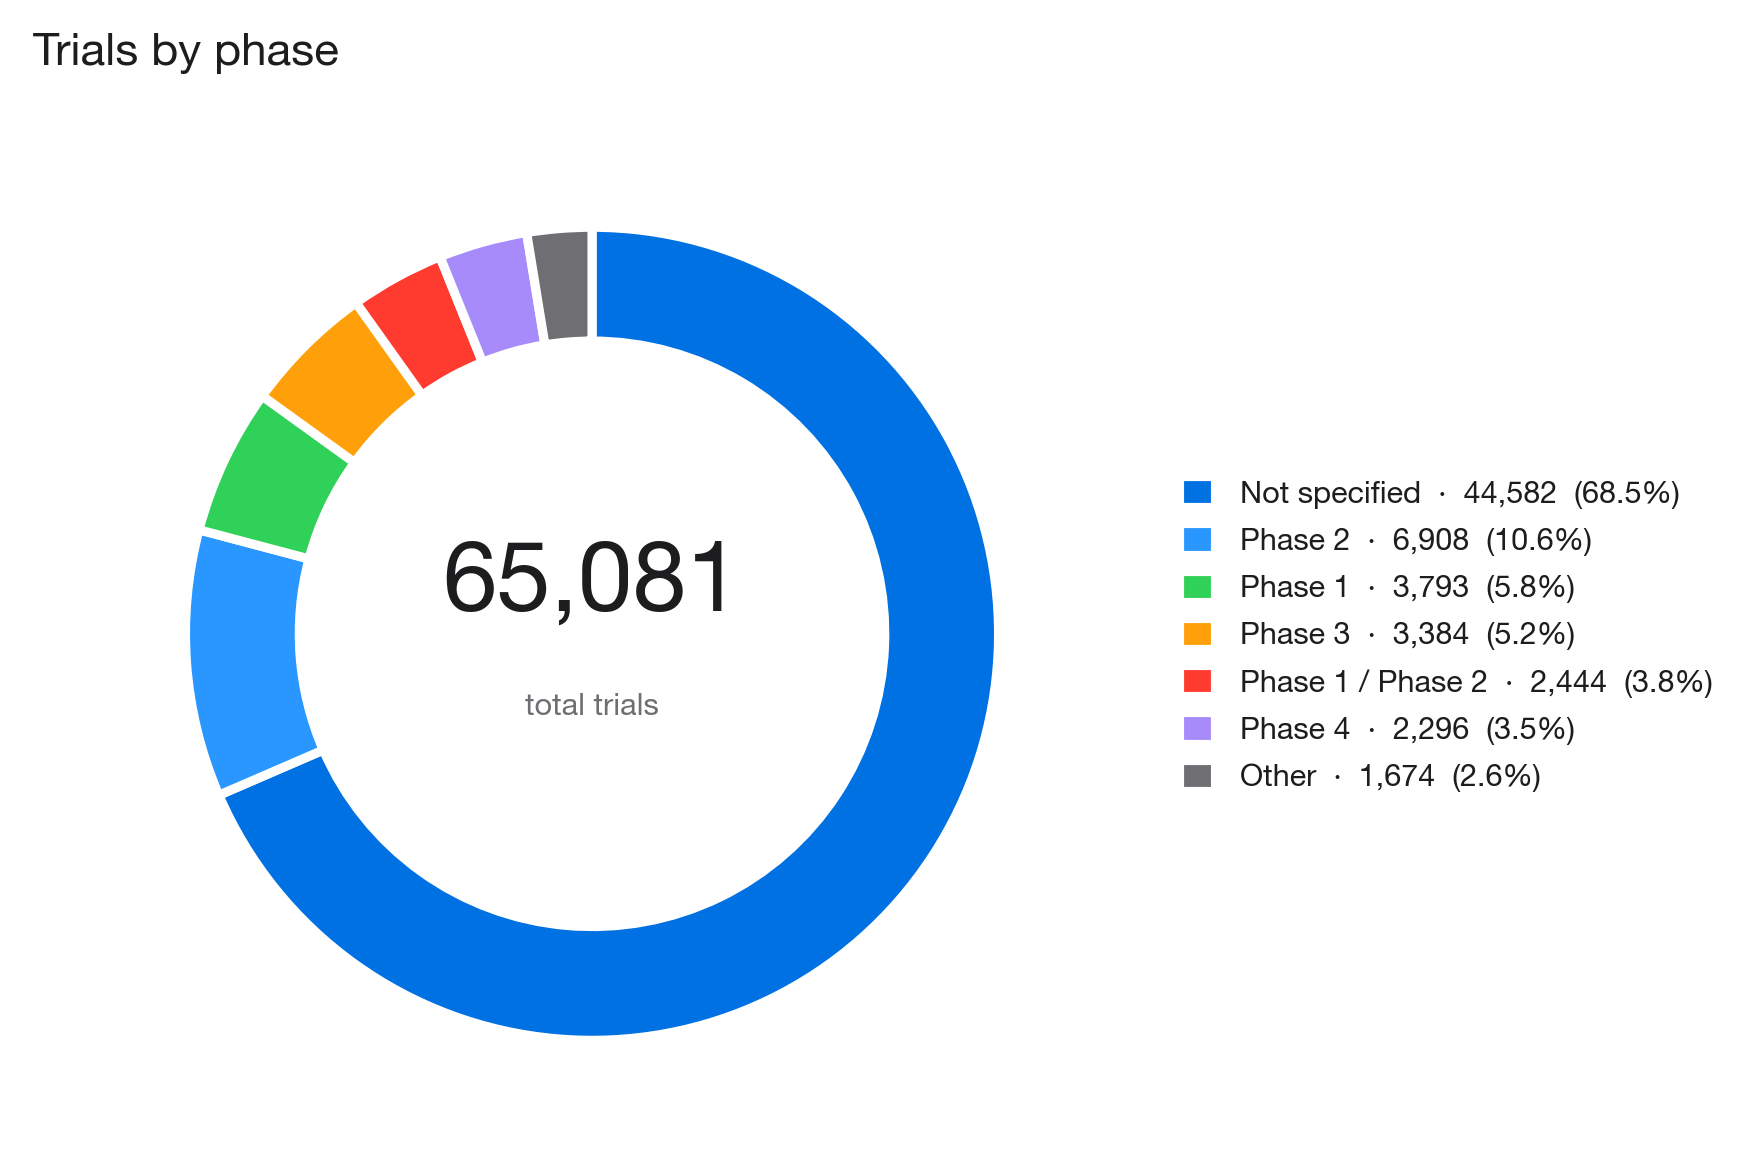 Trials by phase
65,081
total trials
Not specified · 44,582 (68.5%)
Phase 2 · 6,908 (10.6%)
Phase 1 · 3,793 (5.8%)
Phase 3 · 3,384 (5.2%)
Phase 1 / Phase 2 · 2,444 (3.8%)
Phase 4 · 2,296 (3.5%)
Other · 1,674 (2.6%)